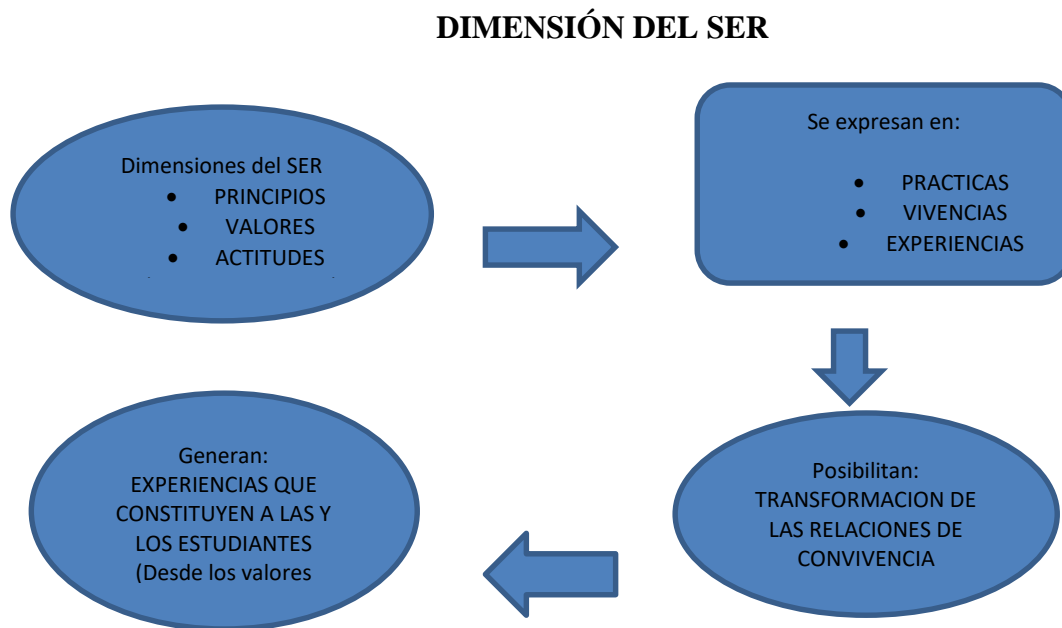 DIMENSIÓN DEL SER
Dimensiones del SER
• PRINCIPIOS
• VALORES
• ACTITUDES
Se expresan en:
• PRACTICAS
• VIVENCIAS
• EXPERIENCIAS
Posibilitan:
TRANSFORMACION DE
LAS RELACIONES DE
CONVIVENCIA
Generan:
EXPERIENCIAS QUE
CONSTITUYEN A LAS Y
LOS ESTUDIANTES
(Desde los valores